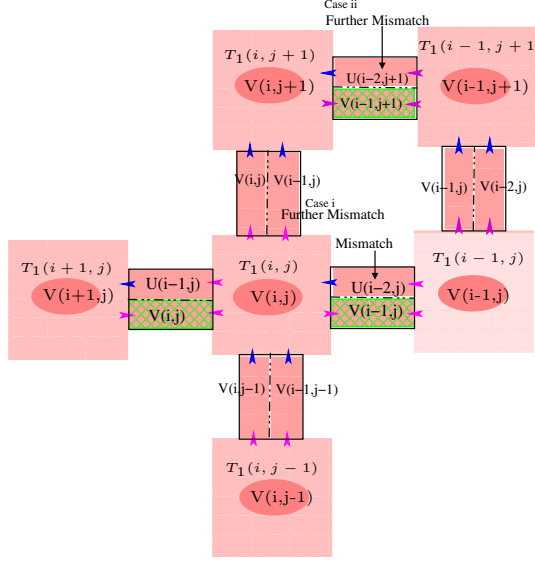 Case ii
Further Mismatch
T1(i, j + 1)
T1(i − 1, j + 1
U(i−2,j+1)
V(i,j+1)
V(i-1,j+1)
V(i−1,j+1)
V(i,j)
V(i−1,j)
V(i−1,j)
V(i−2,j)
Case i
Further Mismatch
Mismatch
T1(i + 1, j)
T1(i, j)
T1(i − 1, j)
U(i−1,j)
U(i−2,j)
V(i+1,j)
V(i,j)
V(i-1,j)
V(i,j)
V(i−1,j)
V(i,j−1)
V(i−1,j−1)
T1(i, j − 1)
V(i,j-1)